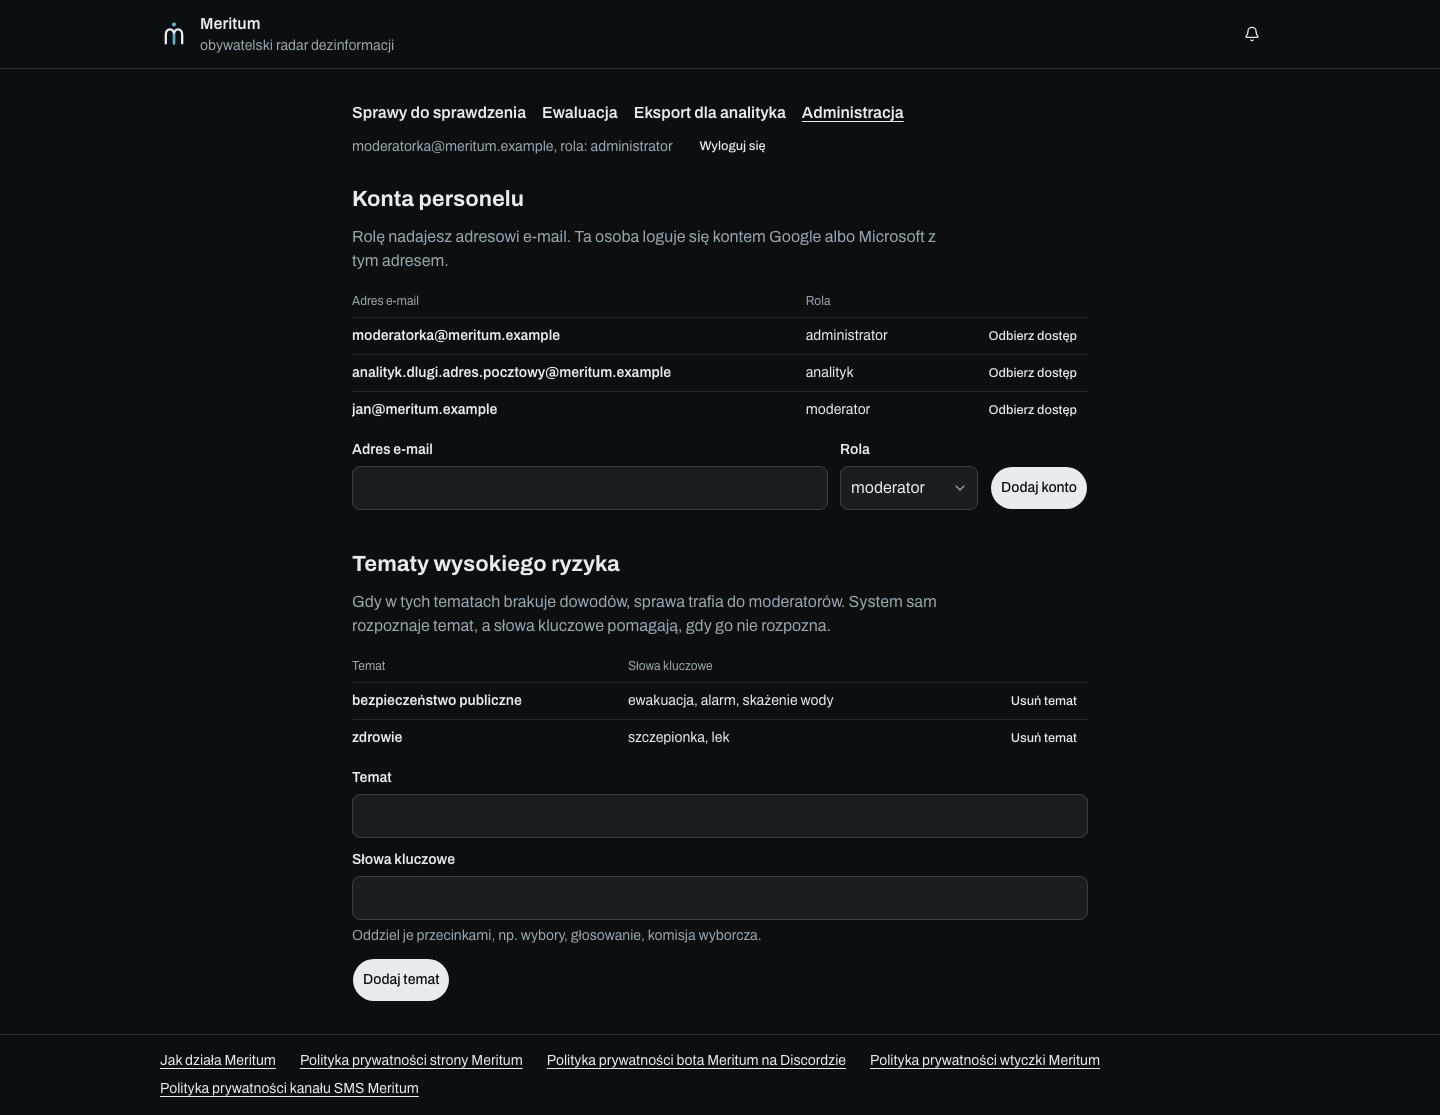 Meritum
obywatelski radar dezinformacji
Sprawy do sprawdzenia Ewaluacja Eksport dla analityka Administracja
moderatorka@meritum.example, rola: administrator Wyloguj się
Konta personelu
Rolę nadajesz adresowi e-mail. Ta osoba loguje się kontem Google albo Microsoft z
tym adresem.
Adres e-mail Rola
moderatorka@meritum.example administrator Odbierz dostęp
analityk.dlugi.adres.pocztowy@meritum.example analityk Odbierz dostęp
jan@meritum.example moderator Odbierz dostęp
Adres e-mail Rola
moderator Dodaj konto
Tematy wysokiego ryzyka
Gdy w tych tematach brakuje dowodów, sprawa trafia do moderatorów. System sam
rozpoznaje temat, a słowa kluczowe pomagają, gdy go nie rozpozna.
Temat Słowa kluczowe
bezpieczeństwo publiczne ewakuacja, alarm, skażenie wody Usuń temat
zdrowie szczepionka, lek Usuń temat
Temat
Słowa kluczowe
Oddziel je przecinkami, np. wybory, głosowanie, komisja wyborcza.
Dodaj temat
Jak działa Meritum Polityka prywatności strony Meritum Polityka prywatności bota Meritum na Discordzie Polityka prywatności wtyczki Meritum
Polityka prywatności kanału SMS Meritum